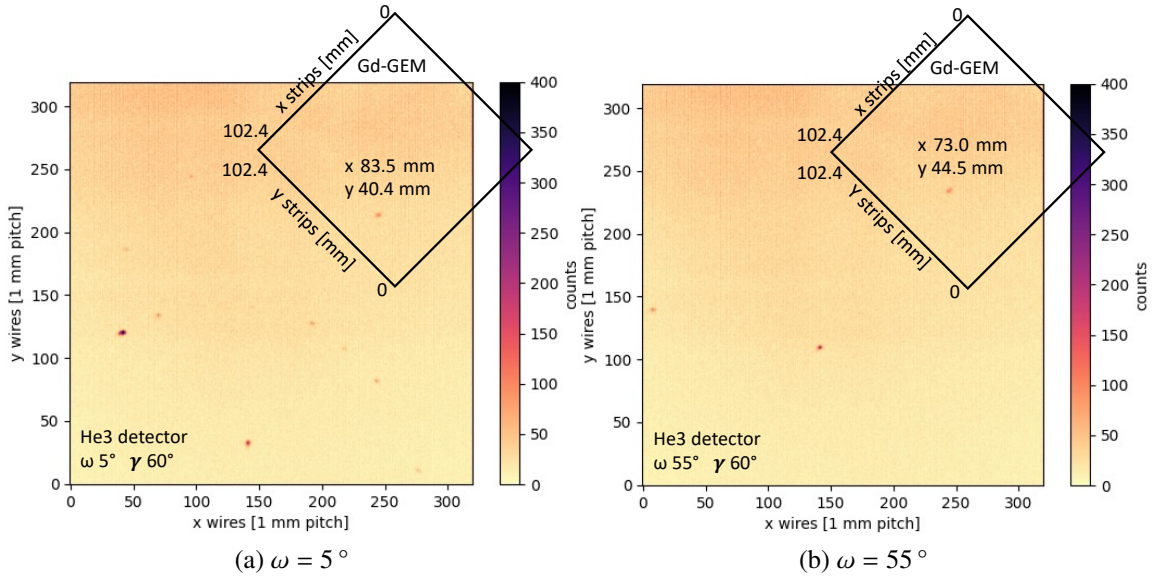 0
x strips [mm]
Gd-GEM
102.4
102.4
x 83.5 mm
y 40.4 mm
y strips [mm]
0
300
250
200
150
100
50
0
y wires [1 mm pitch]
He3 detector
ω 5° γ 60°
0 50 100 150 200 250 300
x wires [1 mm pitch]
400
350
300
250
200
150
100
50
0
counts
(a) ω = 5 °
0
x strips [mm]
Gd-GEM
102.4
102.4
x 73.0 mm
y 44.5 mm
y strips [mm]
0
300
250
200
150
100
50
0
y wires [1 mm pitch]
He3 detector
ω 55° γ 60°
0 50 100 150 200 250 300
x wires [1 mm pitch]
400
350
300
250
200
150
100
50
0
counts
(b) ω = 55 °